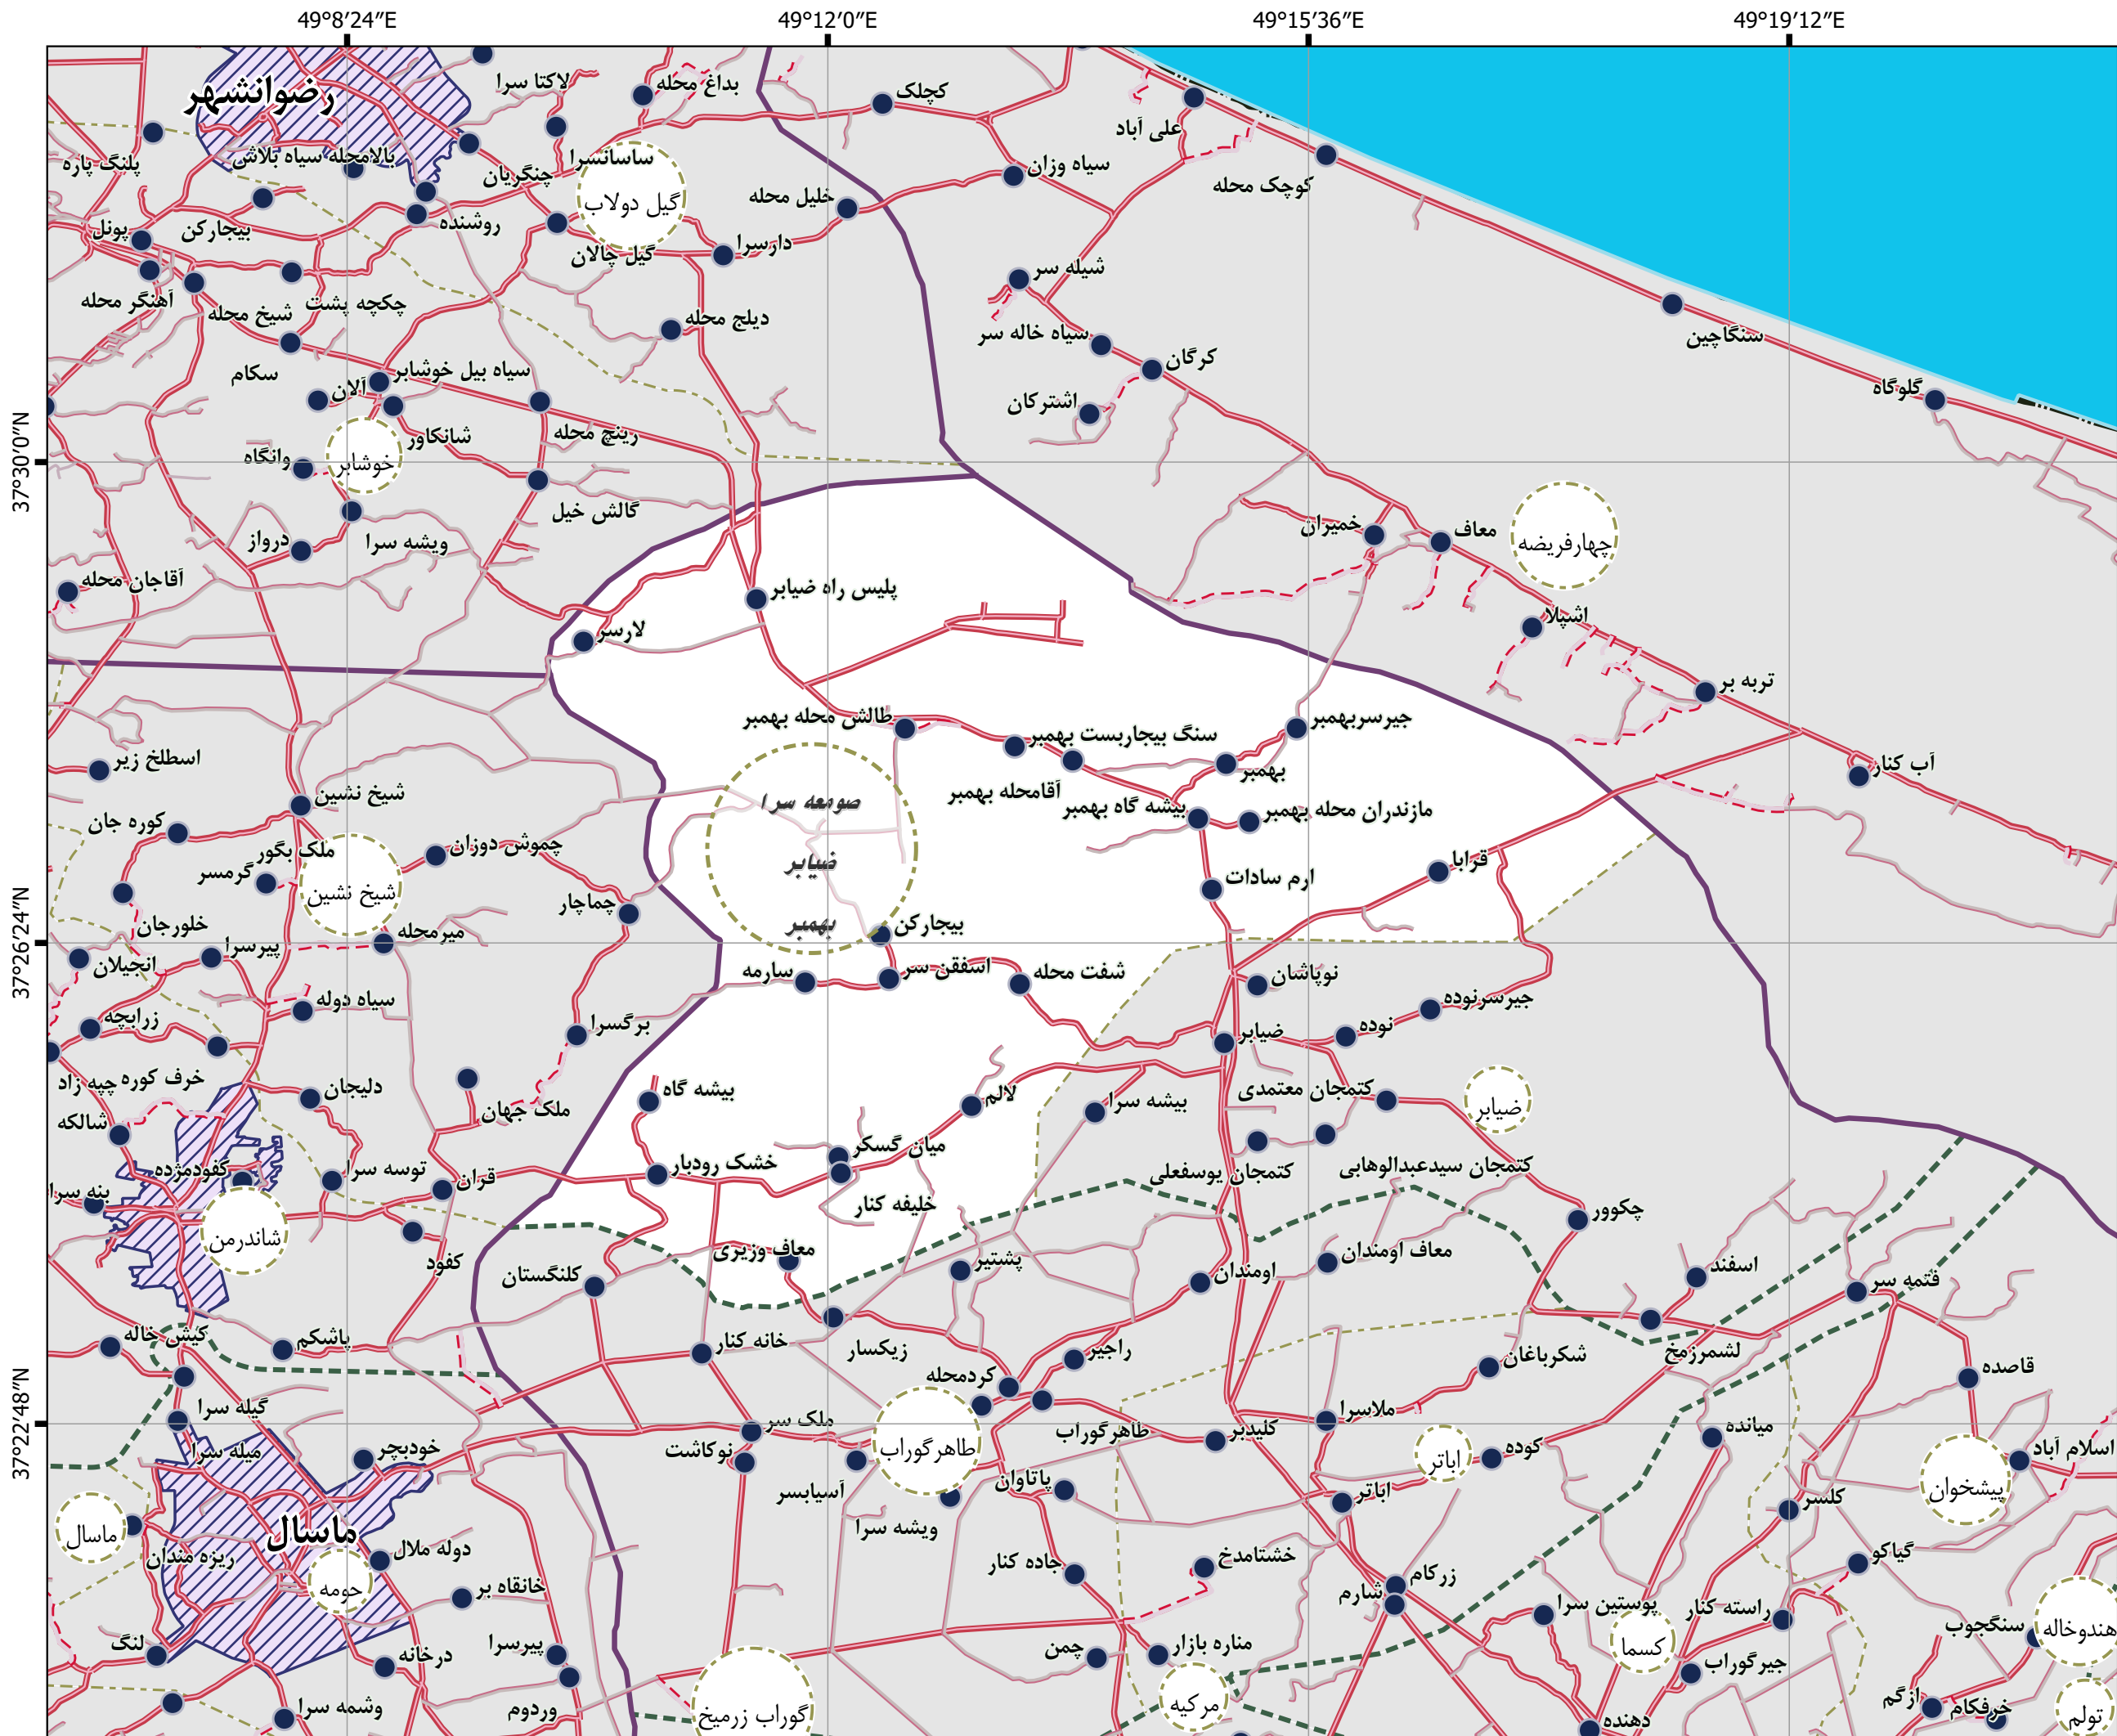 49°8′24″E
49°12′0″E
49°15′36″E
49°19′12″E
رضوانشهر
لاکتا سرا
بداغ محله
کچلک
علی آباد
پلنگ پاره
بالامحله سیاه بلاش
چنگریان
ساسانسرا
گیل دولاب
خلیل محله
سیاه وزان
کوچک محله
پونل
بیجارکن
روشنده
گیل چالان
دارسرا
شیله سر
آهنگر محله
شیخ محله
چکچه پشت
دیلج محله
سیاه خاله سر
کرگان
سنگاچین
سکام
آلان
سیاه بیل خوشابر
اشترکان
گلوگاه
37°30′0″N
وانگاه
خوشابر
شانکاور
رینچ محله
گالش خیل
درواز
ویشه سرا
خمیران
معاف
چهارفریضه
آقاجان محله
پلیس راه ضیابر
لارسر
اشپلا
تربه بر
طالش محله بهمبر
سنگ بیجاربست بهمبر
جیرسربهمبر
اسطلخ زیر
بهمبر
آب کنار
شیخ نشین
صومعه سرا
آقامحله بهمبر
بیشه گاه بهمبر
مازندران محله بهمبر
کوره جان
ملک بگور
چموش دوزان
ضیابر
گرمسر
شیخ نشین
قرابا
ارم سادات
چماچار
بهمبر
بیجارکن
37°26′24″N
خلورجان
پیرسرا
میرمحله
انجیلان
سارمه
اسفقن سر
شفت محله
نوپاشان
سیاه دوله
جیرسرنوده
زرابچه
برگسرا
ضیابر
نوده
چپه زاد
خرف کوره
دلیجان
ملک جهان
بیشه گاه
لالم
بیشه سرا
کتمجان معتمدی
ضیابر
شالکه
میان گسکر
کفودمژده
توسه سرا
قران
خشک رودبار
کتمجان یوسفعلی
کتمجان سیدعبدالوهابی
بنه سرا
خلیفه کنار
چکوور
شاندرمن
کفود
معاف وزیری
پشتیر
اومندان
معاف اومندان
اسفند
فتمه سر
کلنگستان
کیش خاله
پاشکم
خانه کنار
زیکسار
راجیر
شکرباغان
لشمرزمخ
قاصده
کردمحله
37°22′48″N
گیله سرا
ملک سر
طاهرگوراب
کلیدبر
ملاسرا
میانده
میله سرا
خودبچر
نوکاشت
طاهرگوراب
اباتر
کوده
اسلام آباد
آسیابسر
پاتاوان
اباتر
کلسر
پیشخوان
ماسال
ماسال
ویشه سرا
ریزه مندان
دوله ملال
جاده کنار
خشتامدخ
گیاکو
حومه
خانقاه بر
زرکام
شارم
پوستین سرا
راسته کنار
کسما
سنگجوب
هندوخاله
لنگ
درخانه
پیرسرا
چمن
مناره بازار
جیرگوراب
وشمه سرا
وردوم
گوراب زرمیخ
مرکیه
دهنده
ازگم
خرفکام
تولم